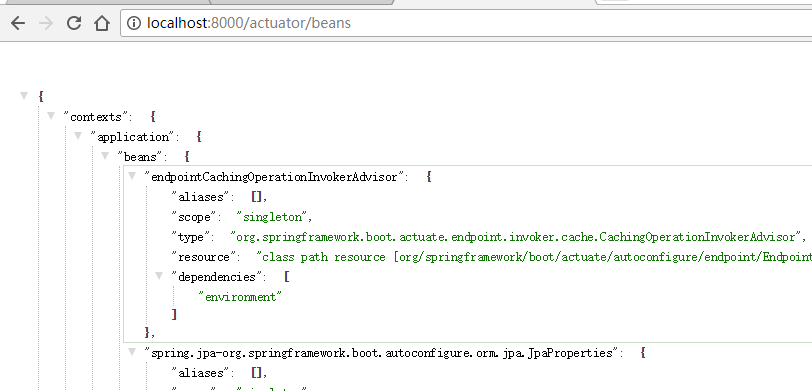 localhost:8000/actuator/beans
{
"contexts": {
"application": {
"beans": {
"endpointCachingOperationInvokerAdvisor": {
"aliases": [],
"scope": "singleton",
"type": "org.springframework.boot.actuate.endpoint.invoker.cache.CachingOperationInvokerAdvisor",
"resource": "class path resource [org/springframework/boot/actuate/autoconfigure/endpoint/Endpoint
"dependencies": [
"environment"
]
},
"spring.jpa-org.springframework.boot.autoconfigure.orm.jpa.JpaProperties": {
"aliases": [],